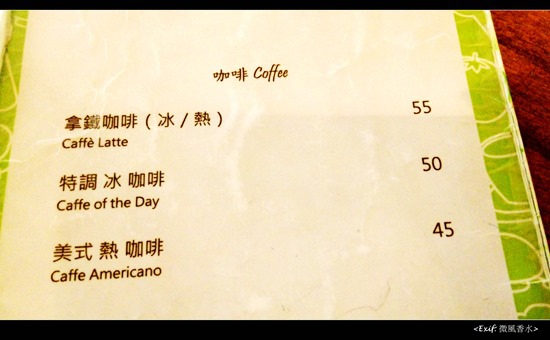 咖啡 Coffee
拿鐵咖啡（冰／熱） 55
Caffè Latte
特調 冰 咖啡 50
Caffe of the Day
美式 熱 咖啡 45
Caffe Americano
<Exif: 微風香水>